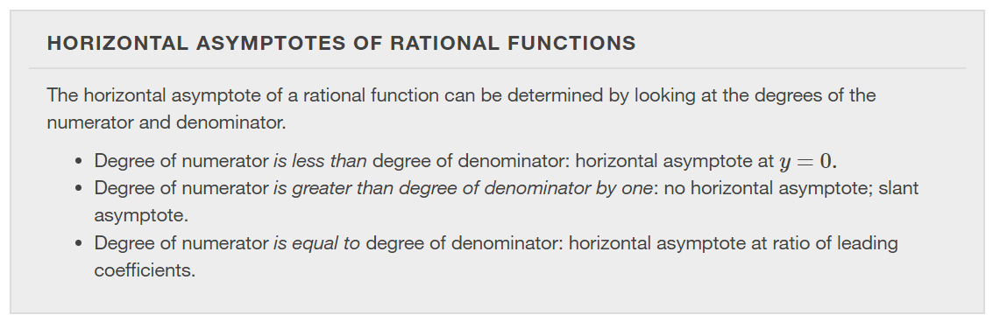 HORIZONTAL ASYMPTOTES OF RATIONAL FUNCTIONS
The horizontal asymptote of a rational function can be determined by looking at the degrees of the
numerator and denominator.
• Degree of numerator is less than degree of denominator: horizontal asymptote at y = 0.
• Degree of numerator is greater than degree of denominator by one: no horizontal asymptote; slant
asymptote.
• Degree of numerator is equal to degree of denominator: horizontal asymptote at ratio of leading
coefficients.